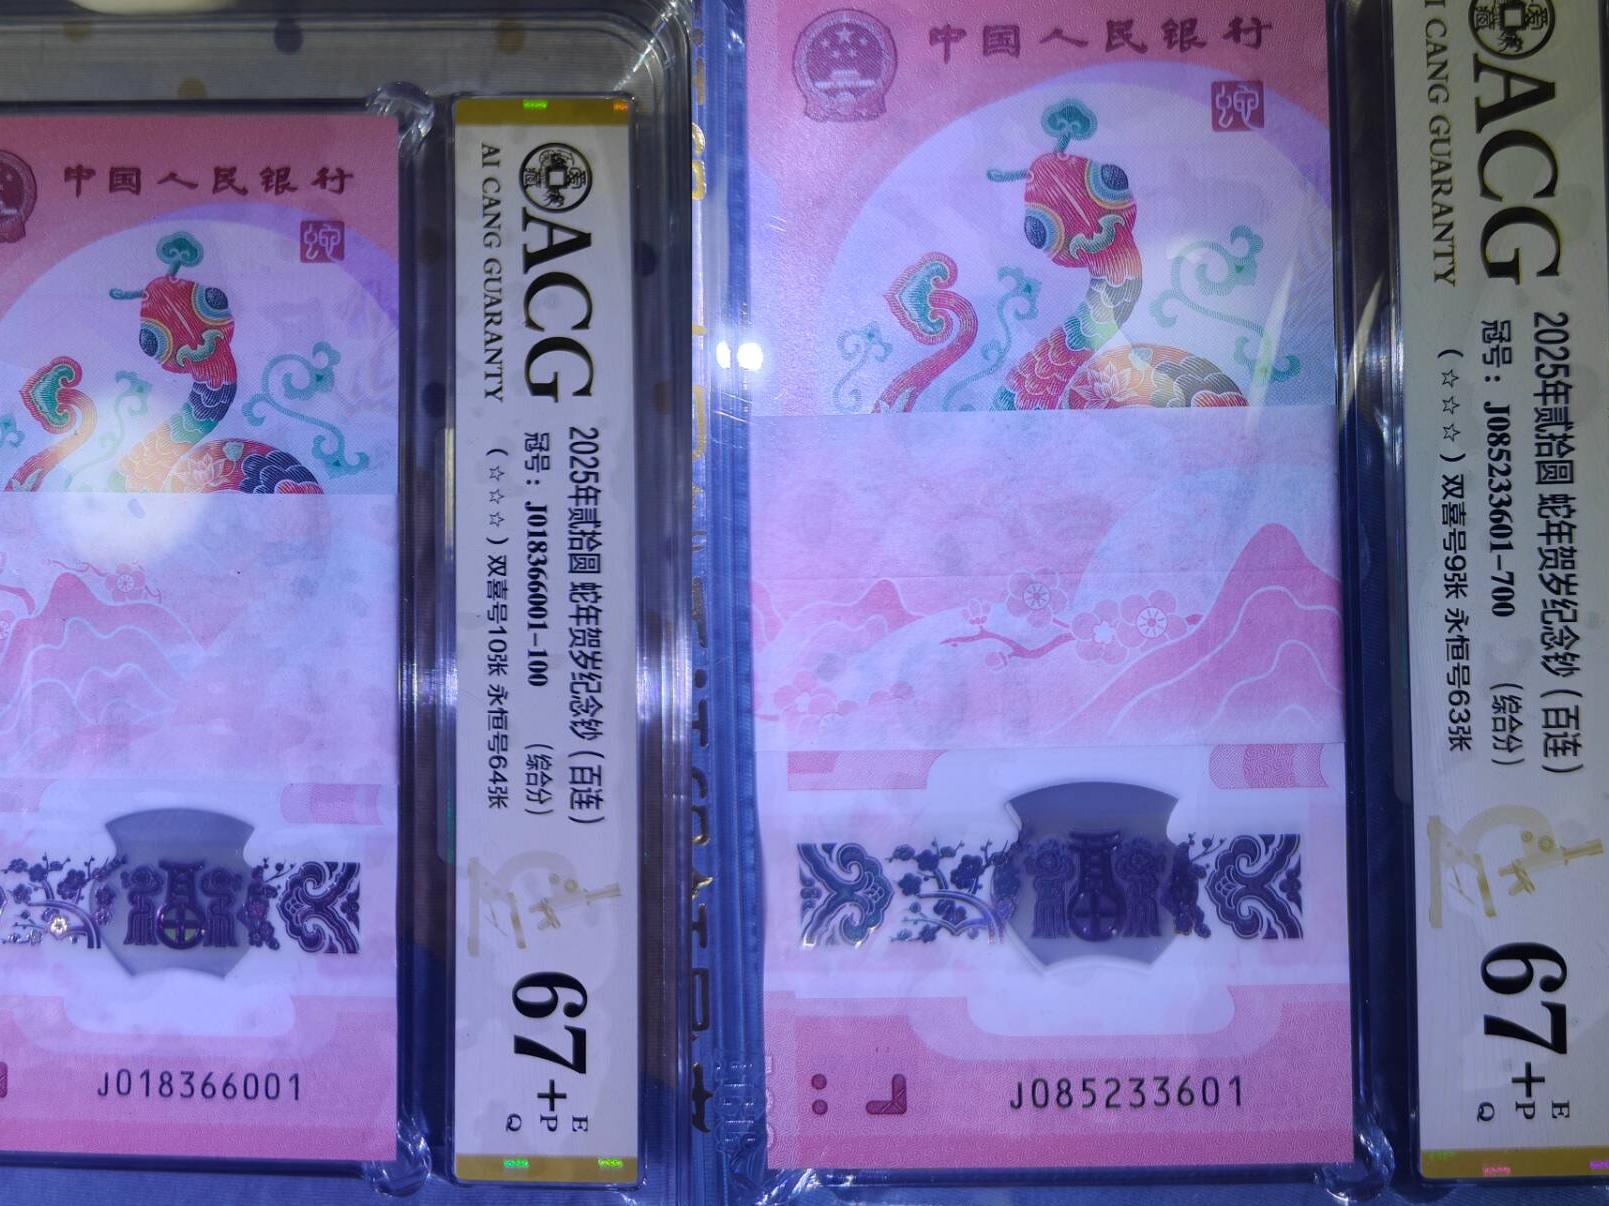 中国人民银行
蛇
J018366001
ACG
AI CANG GUARANTY
2025年贰拾圆 蛇年贺岁纪念钞(百连)
冠号: J018366001-100 (综合分)
(☆☆☆) 双喜号10张 永恒号64张
67+
E
P
Q
中国人民银行
蛇
J085233601
ACG
I CANG GUARANTY
2025年贰拾圆 蛇年贺岁纪念钞(百连)
冠号: J085233601-700 (综合分)
(☆☆☆) 双喜号9张 永恒号63张
67+
E
P
Q